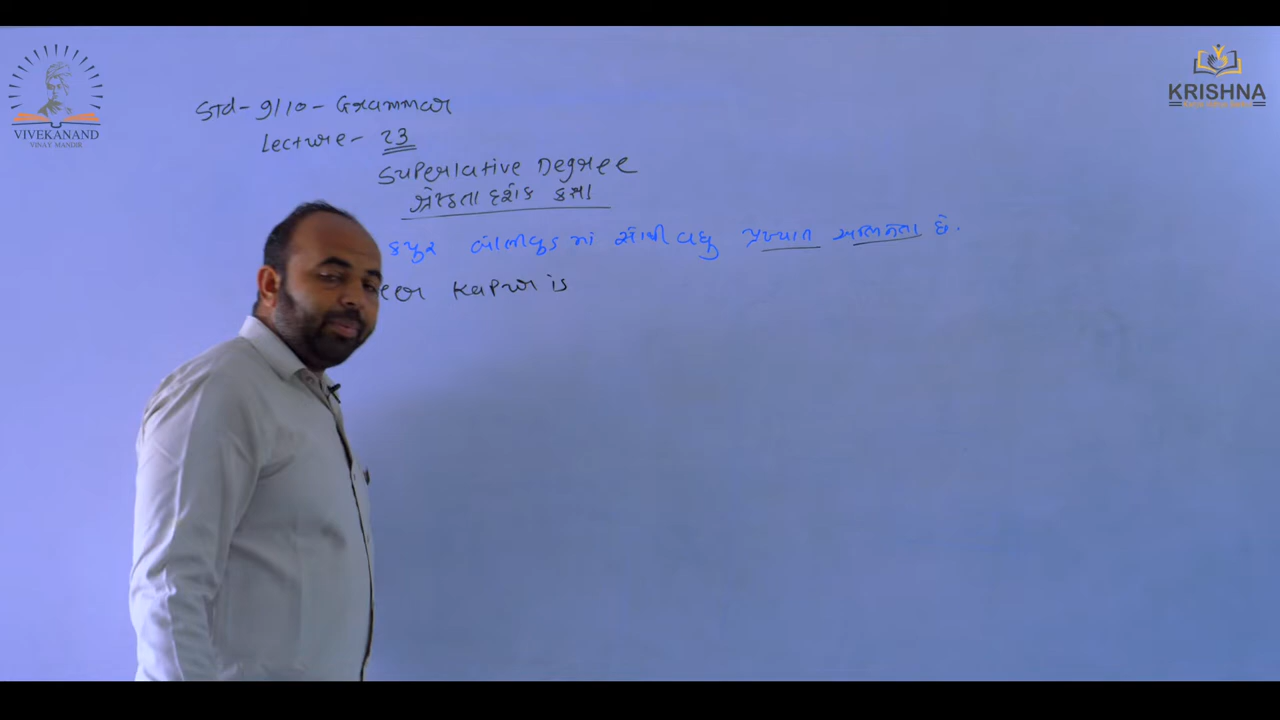 VIVEKANAND
VINAY MANDIR
KRISHNA
Std - 9/10 - Grammar
Lecture - 23
Superlative Degree
શ્રેષ્ઠતા દર્શક કક્ષા
કપુર બોલીવુડ માં સૌથી વધુ પ્રખ્યાત અભિનેતા છે.
Kapur is